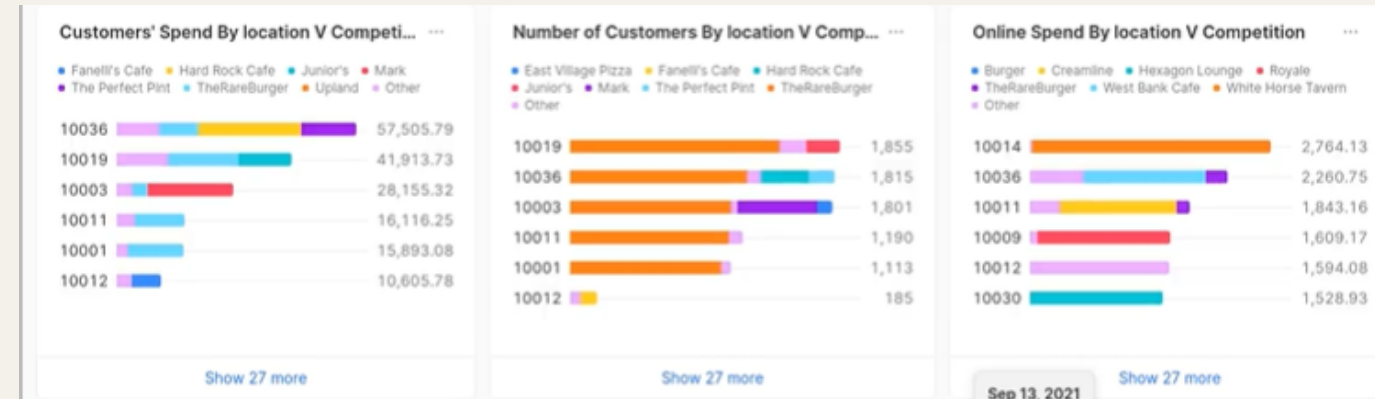 Customers' Spend By location V Competi...
Fanelli's Cafe Hard Rock Cafe Junior's Mark
The Perfect Pint TheRareBurger Upland Other
10036 57,505.79
10019 41,913.73
10003 28,155.32
10011 16,116.25
10001 15,893.08
10012 10,605.78
Show 27 more
Number of Customers By location V Comp...
East Village Pizza Fanelli's Cafe Hard Rock Cafe
Junior's Mark The Perfect Pint TheRareBurger
Other
10019 1,855
10036 1,815
10003 1,801
10011 1,190
10001 1,113
10012 185
Show 27 more
Online Spend By location V Competition
Burger Creamline Hexagon Lounge Royale
TheRareBurger West Bank Cafe White Horse Tavern
Other
10014 2,764.13
10036 2,260.75
10011 1,843.16
10009 1,609.17
10012 1,594.08
10030 1,528.93
Show 27 more
Sep 13, 2021